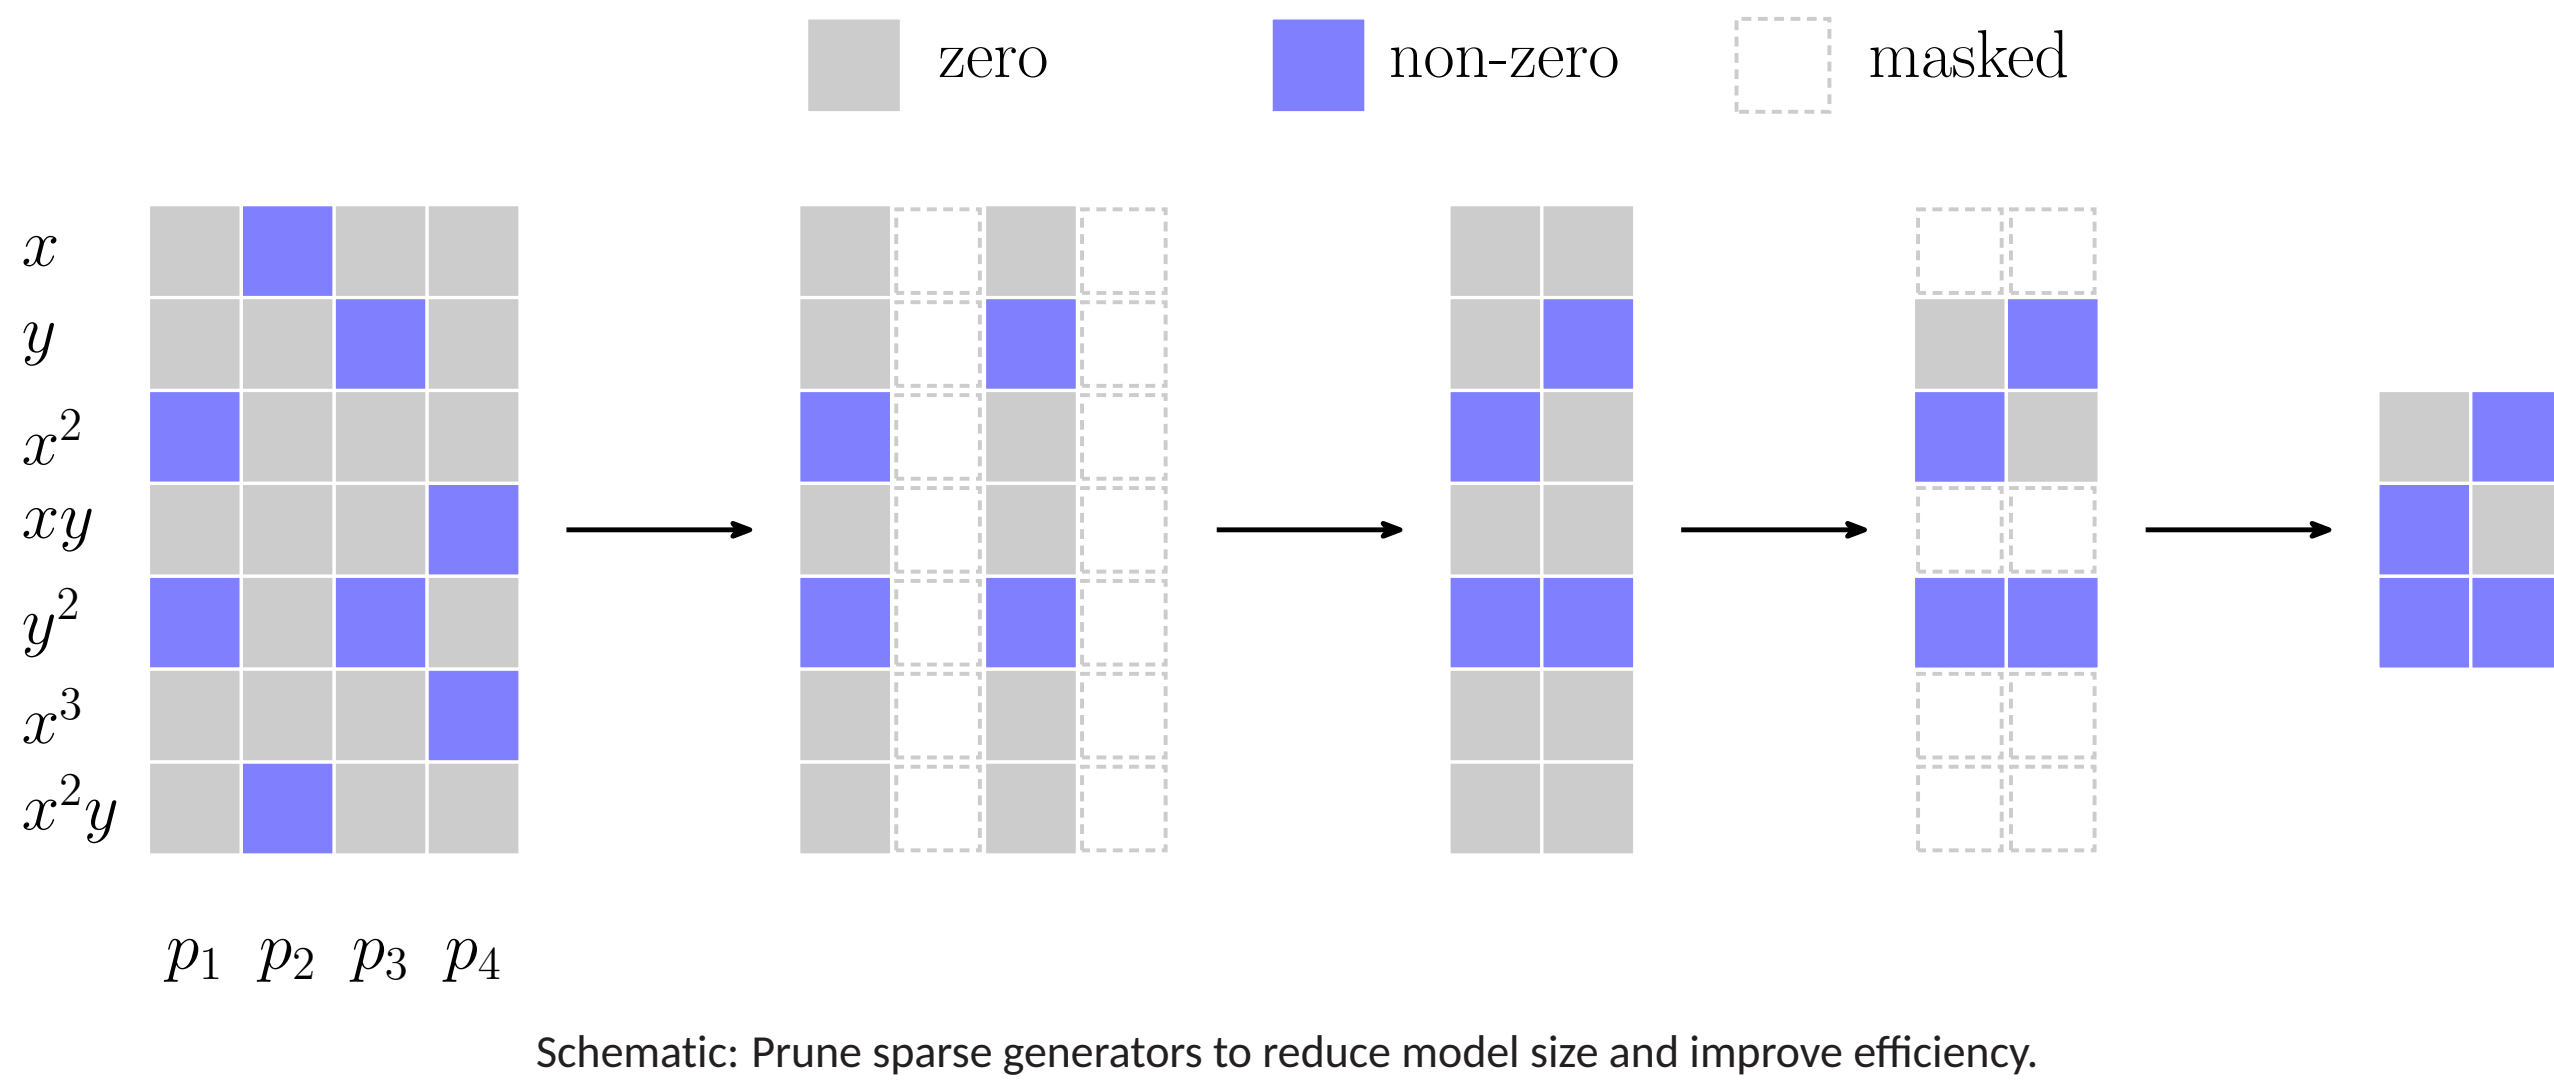 zero non-zero masked
x
y
x²
xy
y²
x³
x²y
p₁ p₂ p₃ p₄
Schematic: Prune sparse generators to reduce model size and improve efficiency.